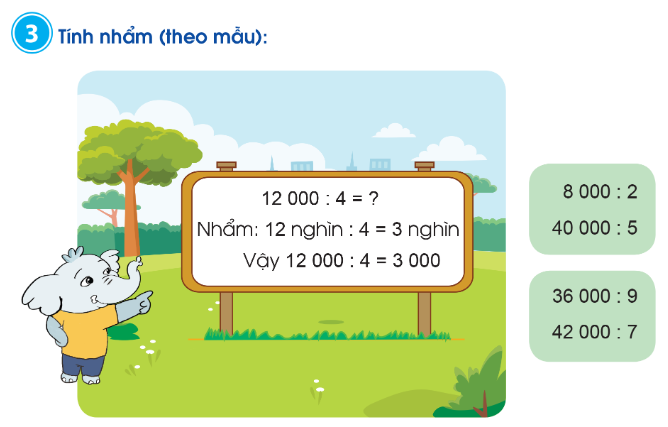 3 Tính nhẩm (theo mẫu):
12 000 : 4 = ?
Nhẩm: 12 nghìn : 4 = 3 nghìn
Vậy 12 000 : 4 = 3 000
8 000 : 2
40 000 : 5
36 000 : 9
42 000 : 7